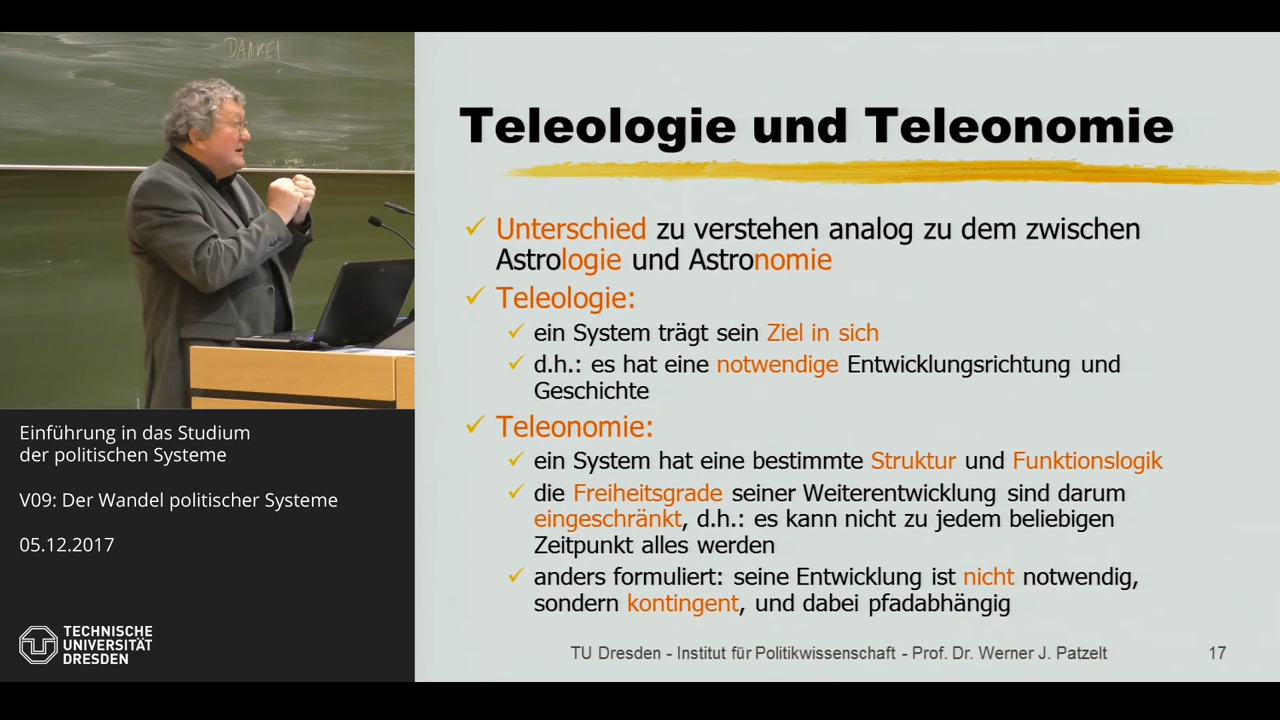 DANKE!
Teleologie und Teleonomie
Unterschied zu verstehen analog zu dem zwischen
Astrologie und Astronomie
Teleologie:
ein System trägt sein Ziel in sich
d.h.: es hat eine notwendige Entwicklungsrichtung und
Geschichte
Teleonomie:
ein System hat eine bestimmte Struktur und Funktionslogik
die Freiheitsgrade seiner Weiterentwicklung sind darum
eingeschränkt, d.h.: es kann nicht zu jedem beliebigen
Zeitpunkt alles werden
anders formuliert: seine Entwicklung ist nicht notwendig,
sondern kontingent, und dabei pfadabhängig
TU Dresden - Institut für Politikwissenschaft - Prof. Dr. Werner J. Patzelt
17
Einführung in das Studium
der politischen Systeme
V09: Der Wandel politischer Systeme
05.12.2017
TECHNISCHE
UNIVERSITÄT
DRESDEN